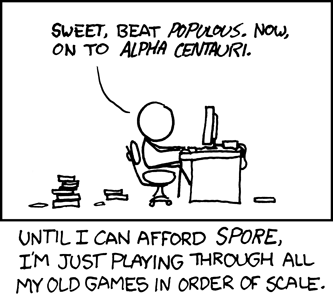 SWEET, BEAT POPULOUS. NOW,
ON TO ALPHA CENTAURI.
UNTIL I CAN AFFORD SPORE,
I'M JUST PLAYING THROUGH ALL
MY OLD GAMES IN ORDER OF SCALE.